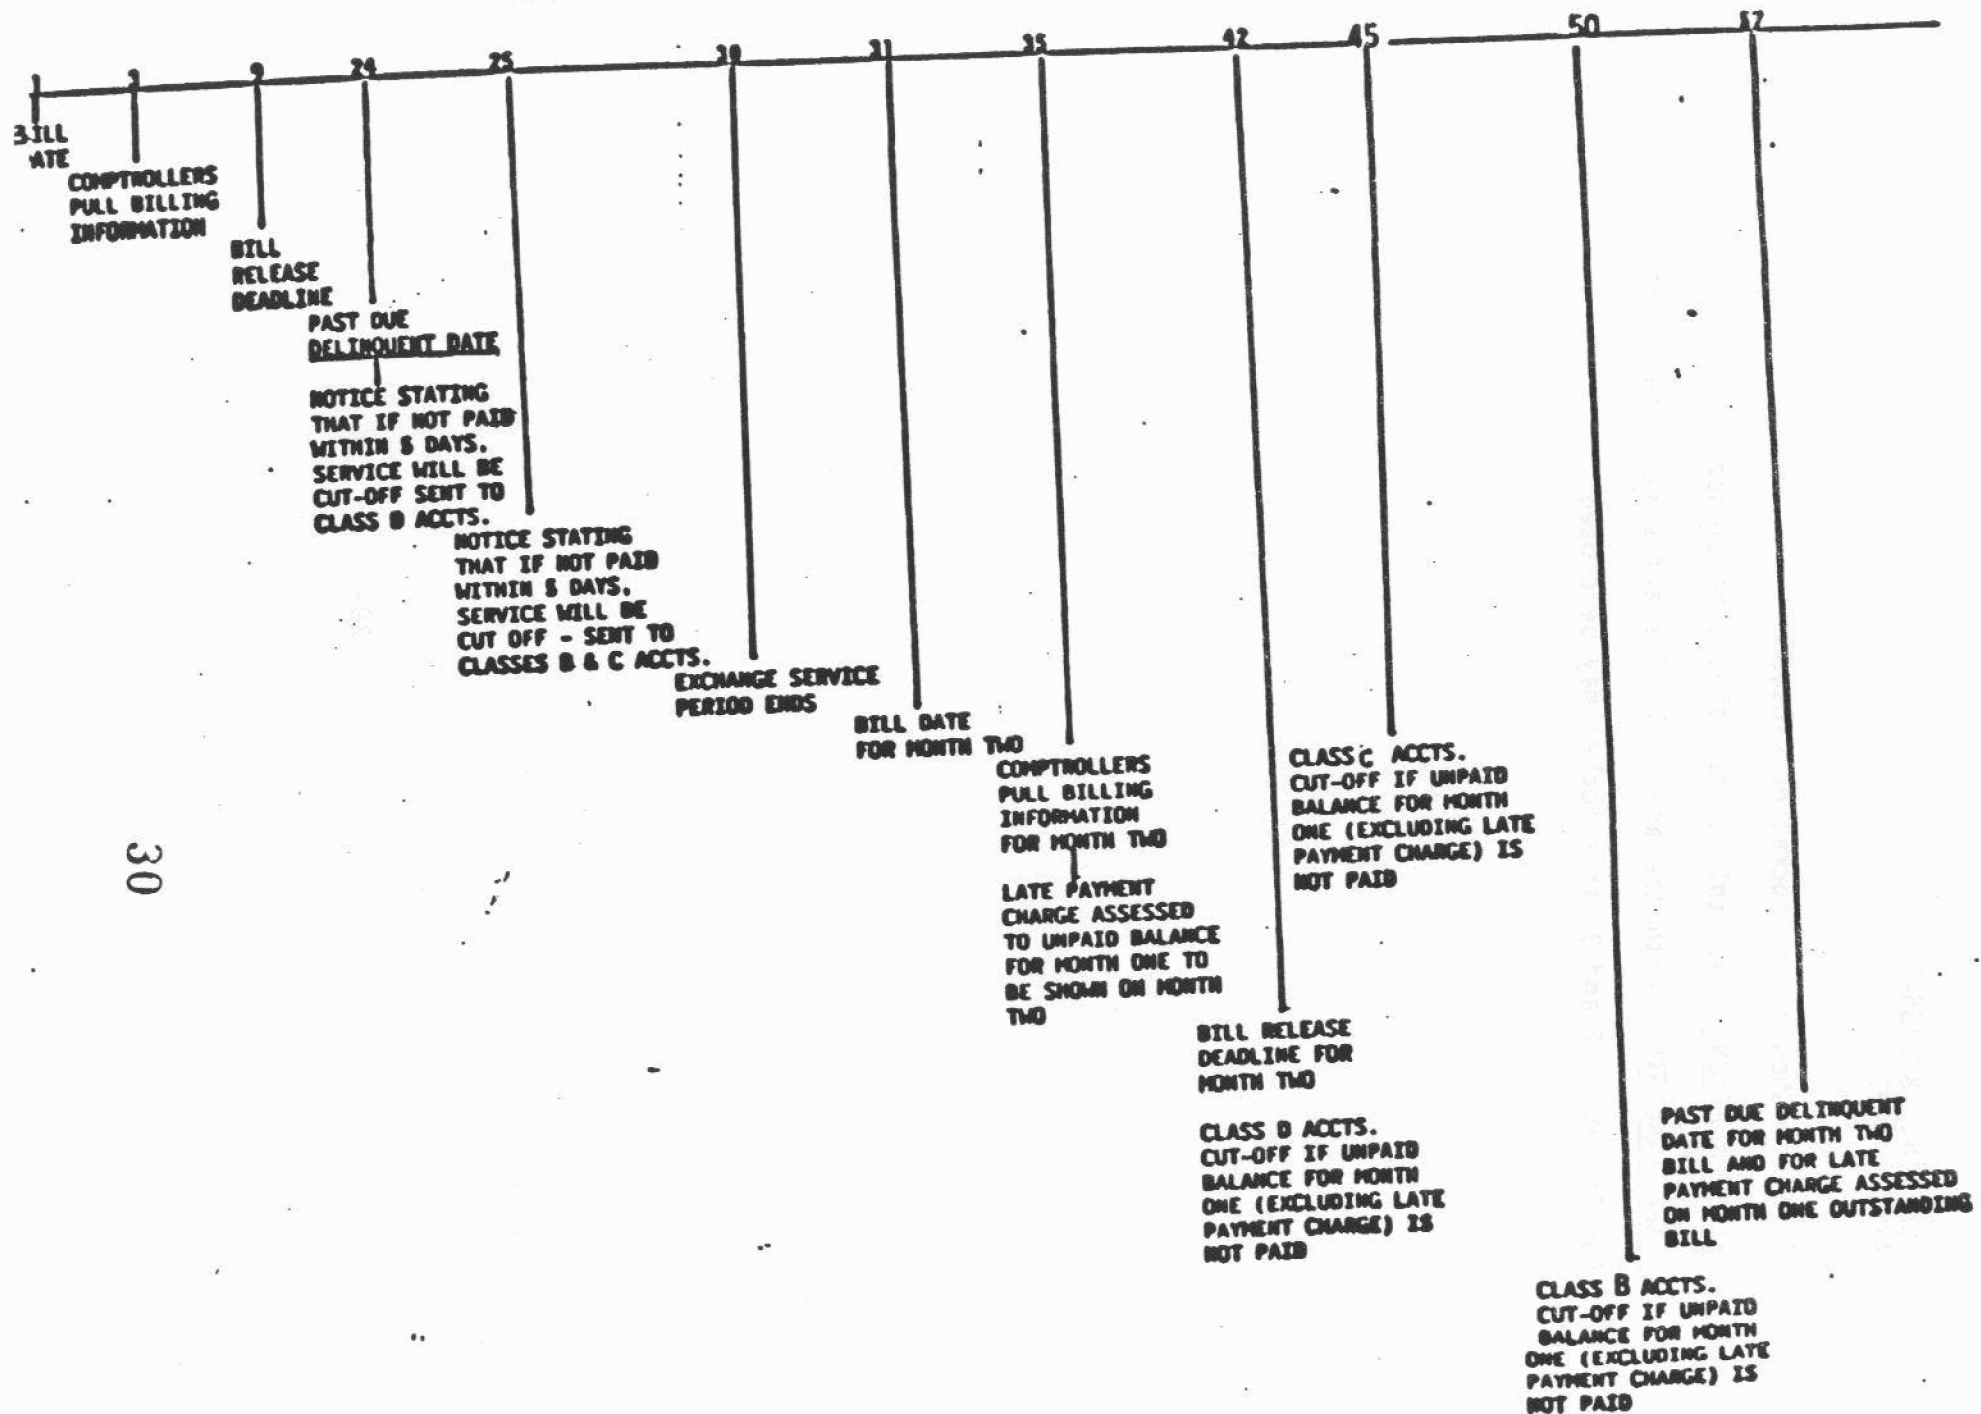 1 3 9 24 25 30 31 35 42 45 50 57
BILL
ATE
COMPTROLLERS
PULL BILLING
INFORMATION
BILL
RELEASE
DEADLINE
PAST DUE
DELINQUENT DATE
NOTICE STATING
THAT IF NOT PAID
WITHIN 5 DAYS,
SERVICE WILL BE
CUT-OFF SENT TO
CLASS D ACCTS.
NOTICE STATING
THAT IF NOT PAID
WITHIN 5 DAYS,
SERVICE WILL BE
CUT OFF - SENT TO
CLASSES B & C ACCTS.
EXCHANGE SERVICE
PERIOD ENDS
BILL DATE
FOR MONTH TWO
COMPTROLLERS
PULL BILLING
INFORMATION
FOR MONTH TWO
LATE PAYMENT
CHARGE ASSESSED
TO UNPAID BALANCE
FOR MONTH ONE TO
BE SHOWN ON MONTH
TWO
BILL RELEASE
DEADLINE FOR
MONTH TWO
CLASS D ACCTS.
CUT-OFF IF UNPAID
BALANCE FOR MONTH
ONE (EXCLUDING LATE
PAYMENT CHARGE) IS
NOT PAID
CLASS C ACCTS.
CUT-OFF IF UNPAID
BALANCE FOR MONTH
ONE (EXCLUDING LATE
PAYMENT CHARGE) IS
NOT PAID
CLASS B ACCTS.
CUT-OFF IF UNPAID
BALANCE FOR MONTH
ONE (EXCLUDING LATE
PAYMENT CHARGE) IS
NOT PAID
PAST DUE DELINQUENT
DATE FOR MONTH TWO
BILL AND FOR LATE
PAYMENT CHARGE ASSESSED
ON MONTH ONE OUTSTANDING
BILL
30